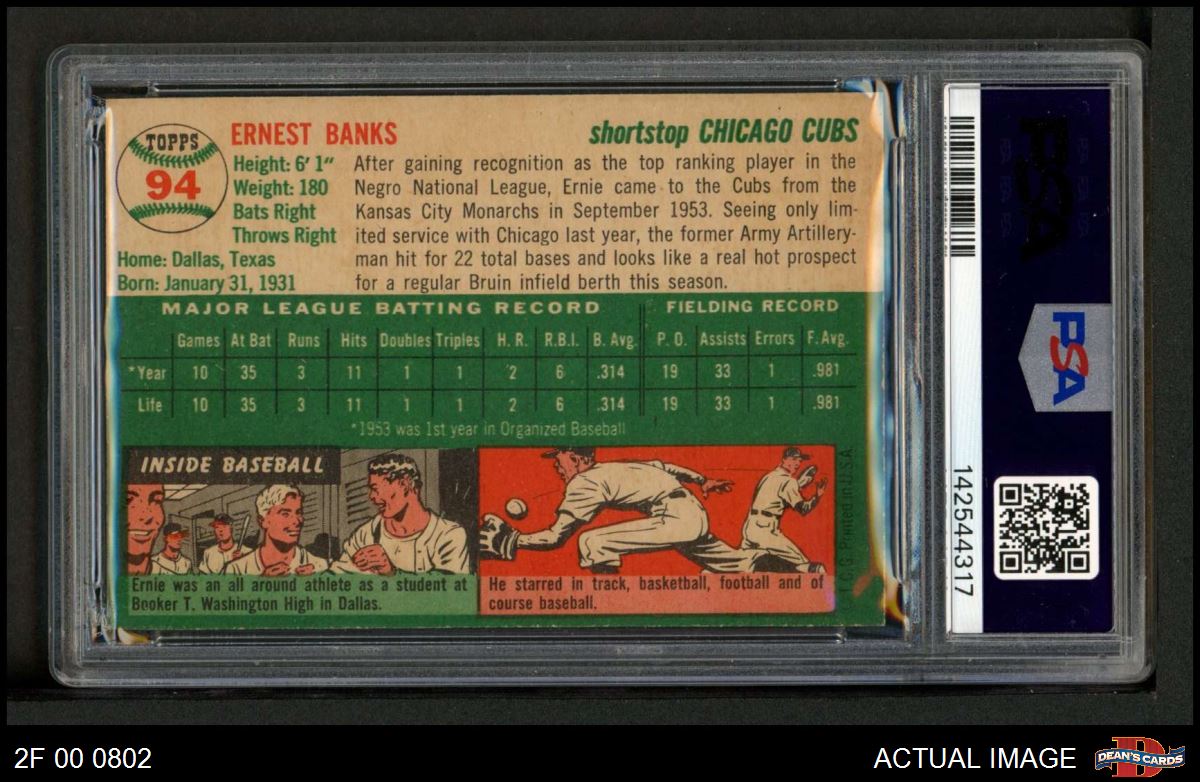 TOPPS
94
ERNEST BANKS
shortstop CHICAGO CUBS
Height: 6' 1"
Weight: 180
Bats Right
Throws Right
Home: Dallas, Texas
Born: January 31, 1931
After gaining recognition as the top ranking player in the
Negro National League, Ernie came to the Cubs from the
Kansas City Monarchs in September 1953. Seeing only lim-
ited service with Chicago last year, the former Army Artillery-
man hit for 22 total bases and looks like a real hot prospect
for a regular Bruin infield berth this season.
MAJOR LEAGUE BATTING RECORD FIELDING RECORD
Games At Bat Runs Hits Doubles Triples H. R. R.B.I. B. Avg. P. O. Assists Errors F. Avg.
*Year 10 35 3 11 1 1 2 6 .314 19 33 1 .981
Life 10 35 3 11 1 1 2 6 .314 19 33 1 .981
*1953 was 1st year in Organized Baseball
INSIDE BASEBALL
Ernie was an all around athlete as a student at
Booker T. Washington High in Dallas.
He starred in track, basketball, football and of
course baseball.
T. C. G. Printed in U.S.A.
PSA
PSA
142544317
2F 00 0802
ACTUAL IMAGE
D
DEAN'S CARDS